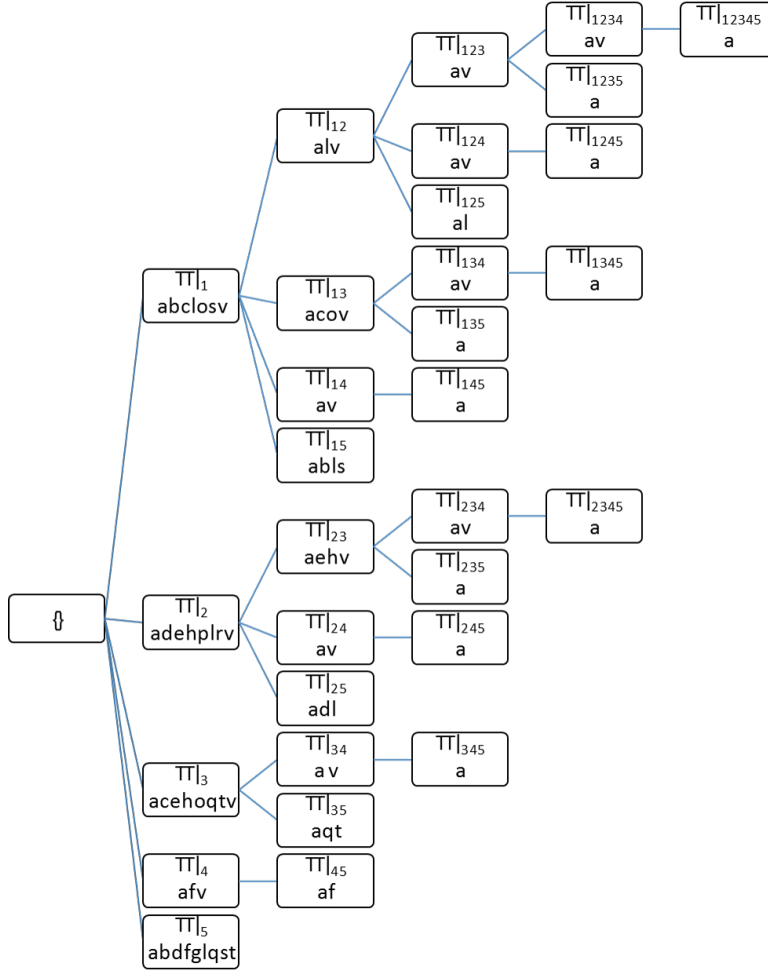 {}
TT|₁
abclosv
TT|₁₂
alv
TT|₁₂₃
av
TT|₁₂₃₄
av
TT|₁₂₃₄₅
a
TT|₁₂₃₅
a
TT|₁₂₄
av
TT|₁₂₄₅
a
TT|₁₂₅
al
TT|₁₃
acov
TT|₁₃₄
av
TT|₁₃₄₅
a
TT|₁₃₅
a
TT|₁₄
av
TT|₁₄₅
a
TT|₁₅
abls
TT|₂
adehplrv
TT|₂₃
aehv
TT|₂₃₄
av
TT|₂₃₄₅
a
TT|₂₃₅
a
TT|₂₄
av
TT|₂₄₅
a
TT|₂₅
adl
TT|₃
acehoqtv
TT|₃₄
av
TT|₃₄₅
a
TT|₃₅
aqt
TT|₄
afv
TT|₄₅
af
TT|₅
abdfglqst